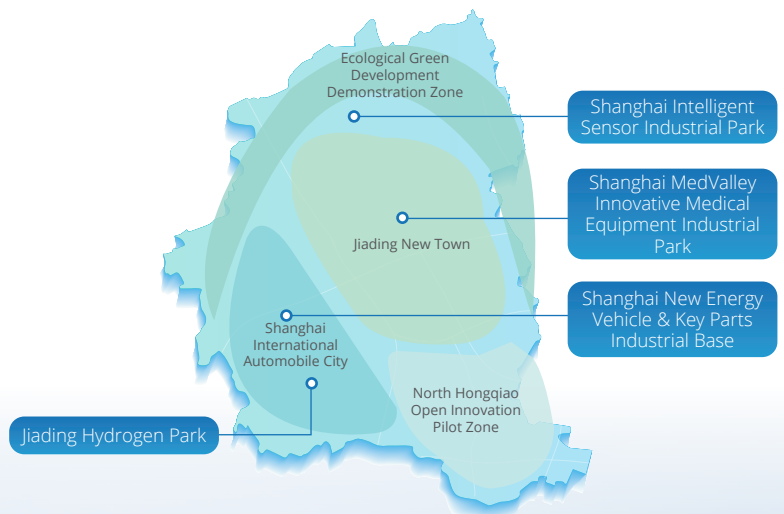 Ecological Green
Development
Demonstration Zone
Shanghai Intelligent
Sensor Industrial Park
Shanghai MedValley
Innovative Medical
Equipment Industrial
Park
Jiading New Town
Shanghai New Energy
Vehicle & Key Parts
Industrial Base
Shanghai
International
Automobile City
North Hongqiao
Open Innovation
Pilot Zone
Jiading Hydrogen Park